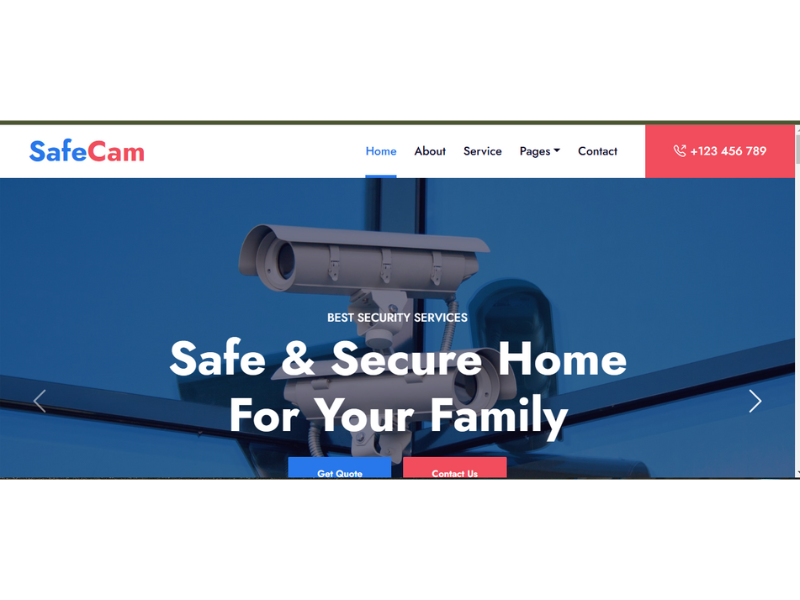 SafeCam
Home About Service Pages Contact
+123 456 789
BEST SECURITY SERVICES
Safe & Secure Home
For Your Family
Get Quote Contact Us